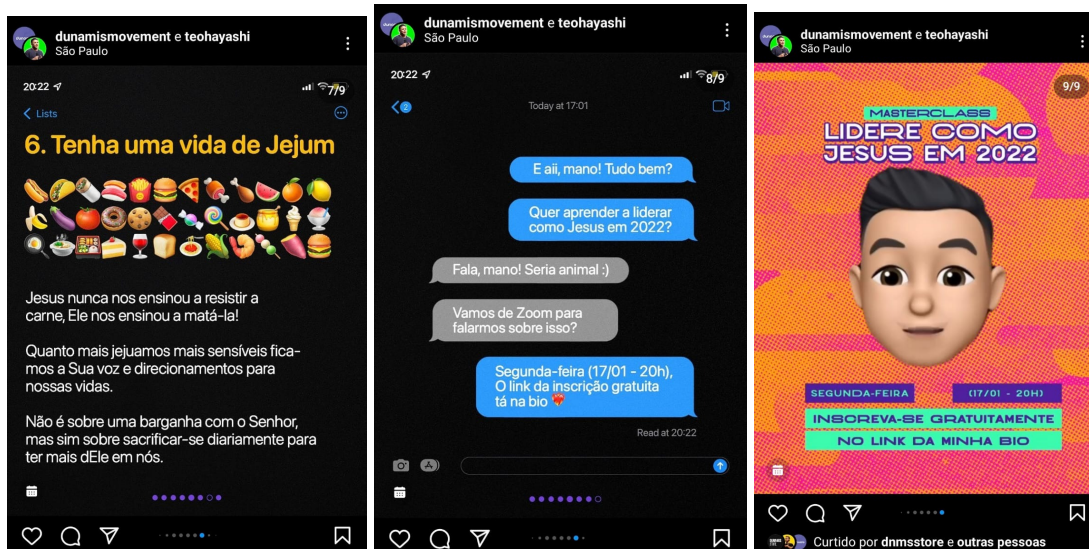 dunamismovement e teohayashi
São Paulo
20:22
7/9
Lists
6. Tenha uma vida de Jejum
Jesus nunca nos ensinou a resistir a
carne, Ele nos ensinou a matá-la!
Quanto mais jejuamos mais sensíveis fica-
mos a Sua voz e direcionamentos para
nossas vidas.
Não é sobre uma barganha com o Senhor,
mas sim sobre sacrificar-se diariamente para
ter mais dEle em nós.
dunamismovement e teohayashi
São Paulo
20:22
8/9
2
Today at 17:01
E aii, mano! Tudo bem?
Quer aprender a liderar
como Jesus em 2022?
Fala, mano! Seria animal :)
Vamos de Zoom para
falarmos sobre isso?
Segunda-feira (17/01 - 20h),
O link da inscrição gratuita
tá na bio ❤️‍🔥
Read at 20:22
dunamismovement e teohayashi
São Paulo
9/9
MASTERCLASS
LIDERE COMO
JESUS EM 2022
SEGUNDA-FEIRA (17/01 - 20H)
INSCREVA-SE GRATUITAMENTE
NO LINK DA MINHA BIO
Curtido por dnmsstore e outras pessoas